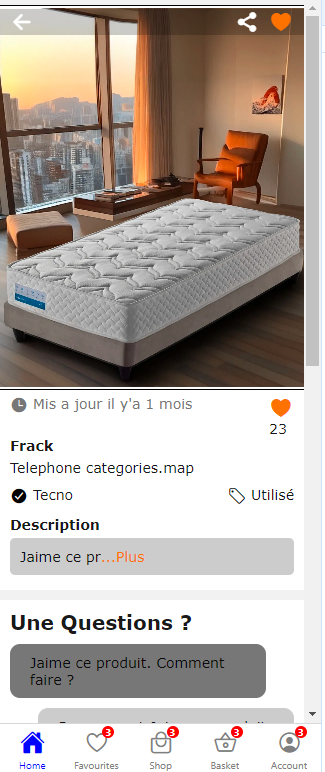 Mis a jour il y'a 1 mois
23
Frack
Telephone categories.map
Tecno
Utilisé
Description
Jaime ce pr...Plus
Une Questions ?
Jaime ce produit. Comment
faire ?
3
3
3
3
Home
Favourites
Shop
Basket
Account